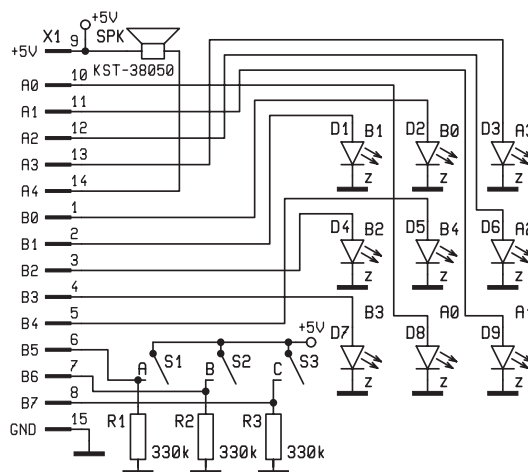 +5V
X1 9 SPK
+5V
KST-38050
10
A0
11
A1
12
A2
13
A3
14
A4
1
B0
2
B1
3
B2
4
B3
5
B4
6
B5
7
B6
8
B7
15
GND
D1 B1 D2 B0 D3 A3
Z Z Z
D4 B2 D5 B4 D6 A2
Z Z Z
B3 A0 A1
D7 D8 D9
Z Z Z
+5V
S1 S2 S3
A B C
R1 R2 R3
330k 330k 330k